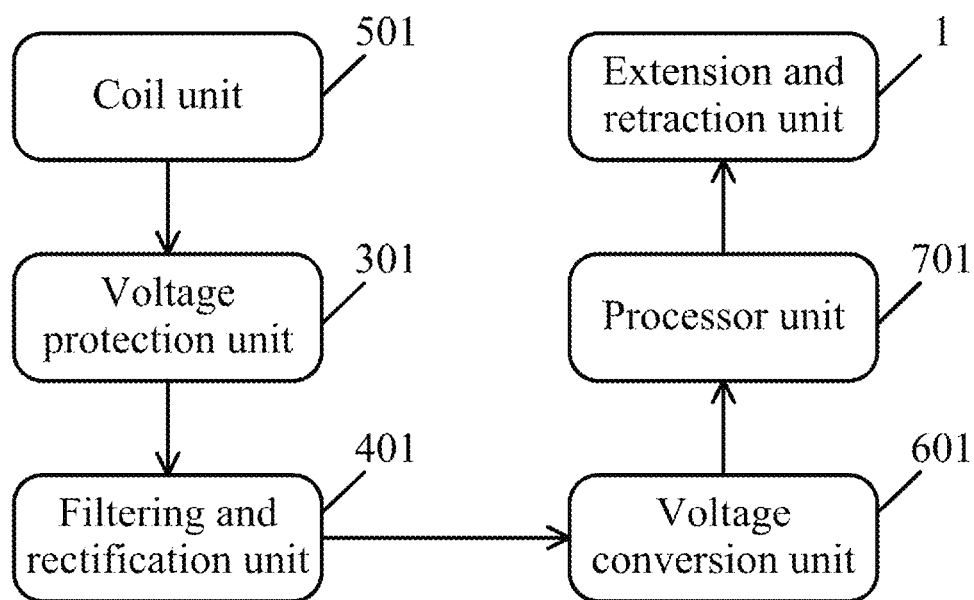 501
Coil unit
301
Voltage
protection unit
401
Filtering and
rectification unit
1
Extension and
retraction unit
701
Processor unit
601
Voltage
conversion unit